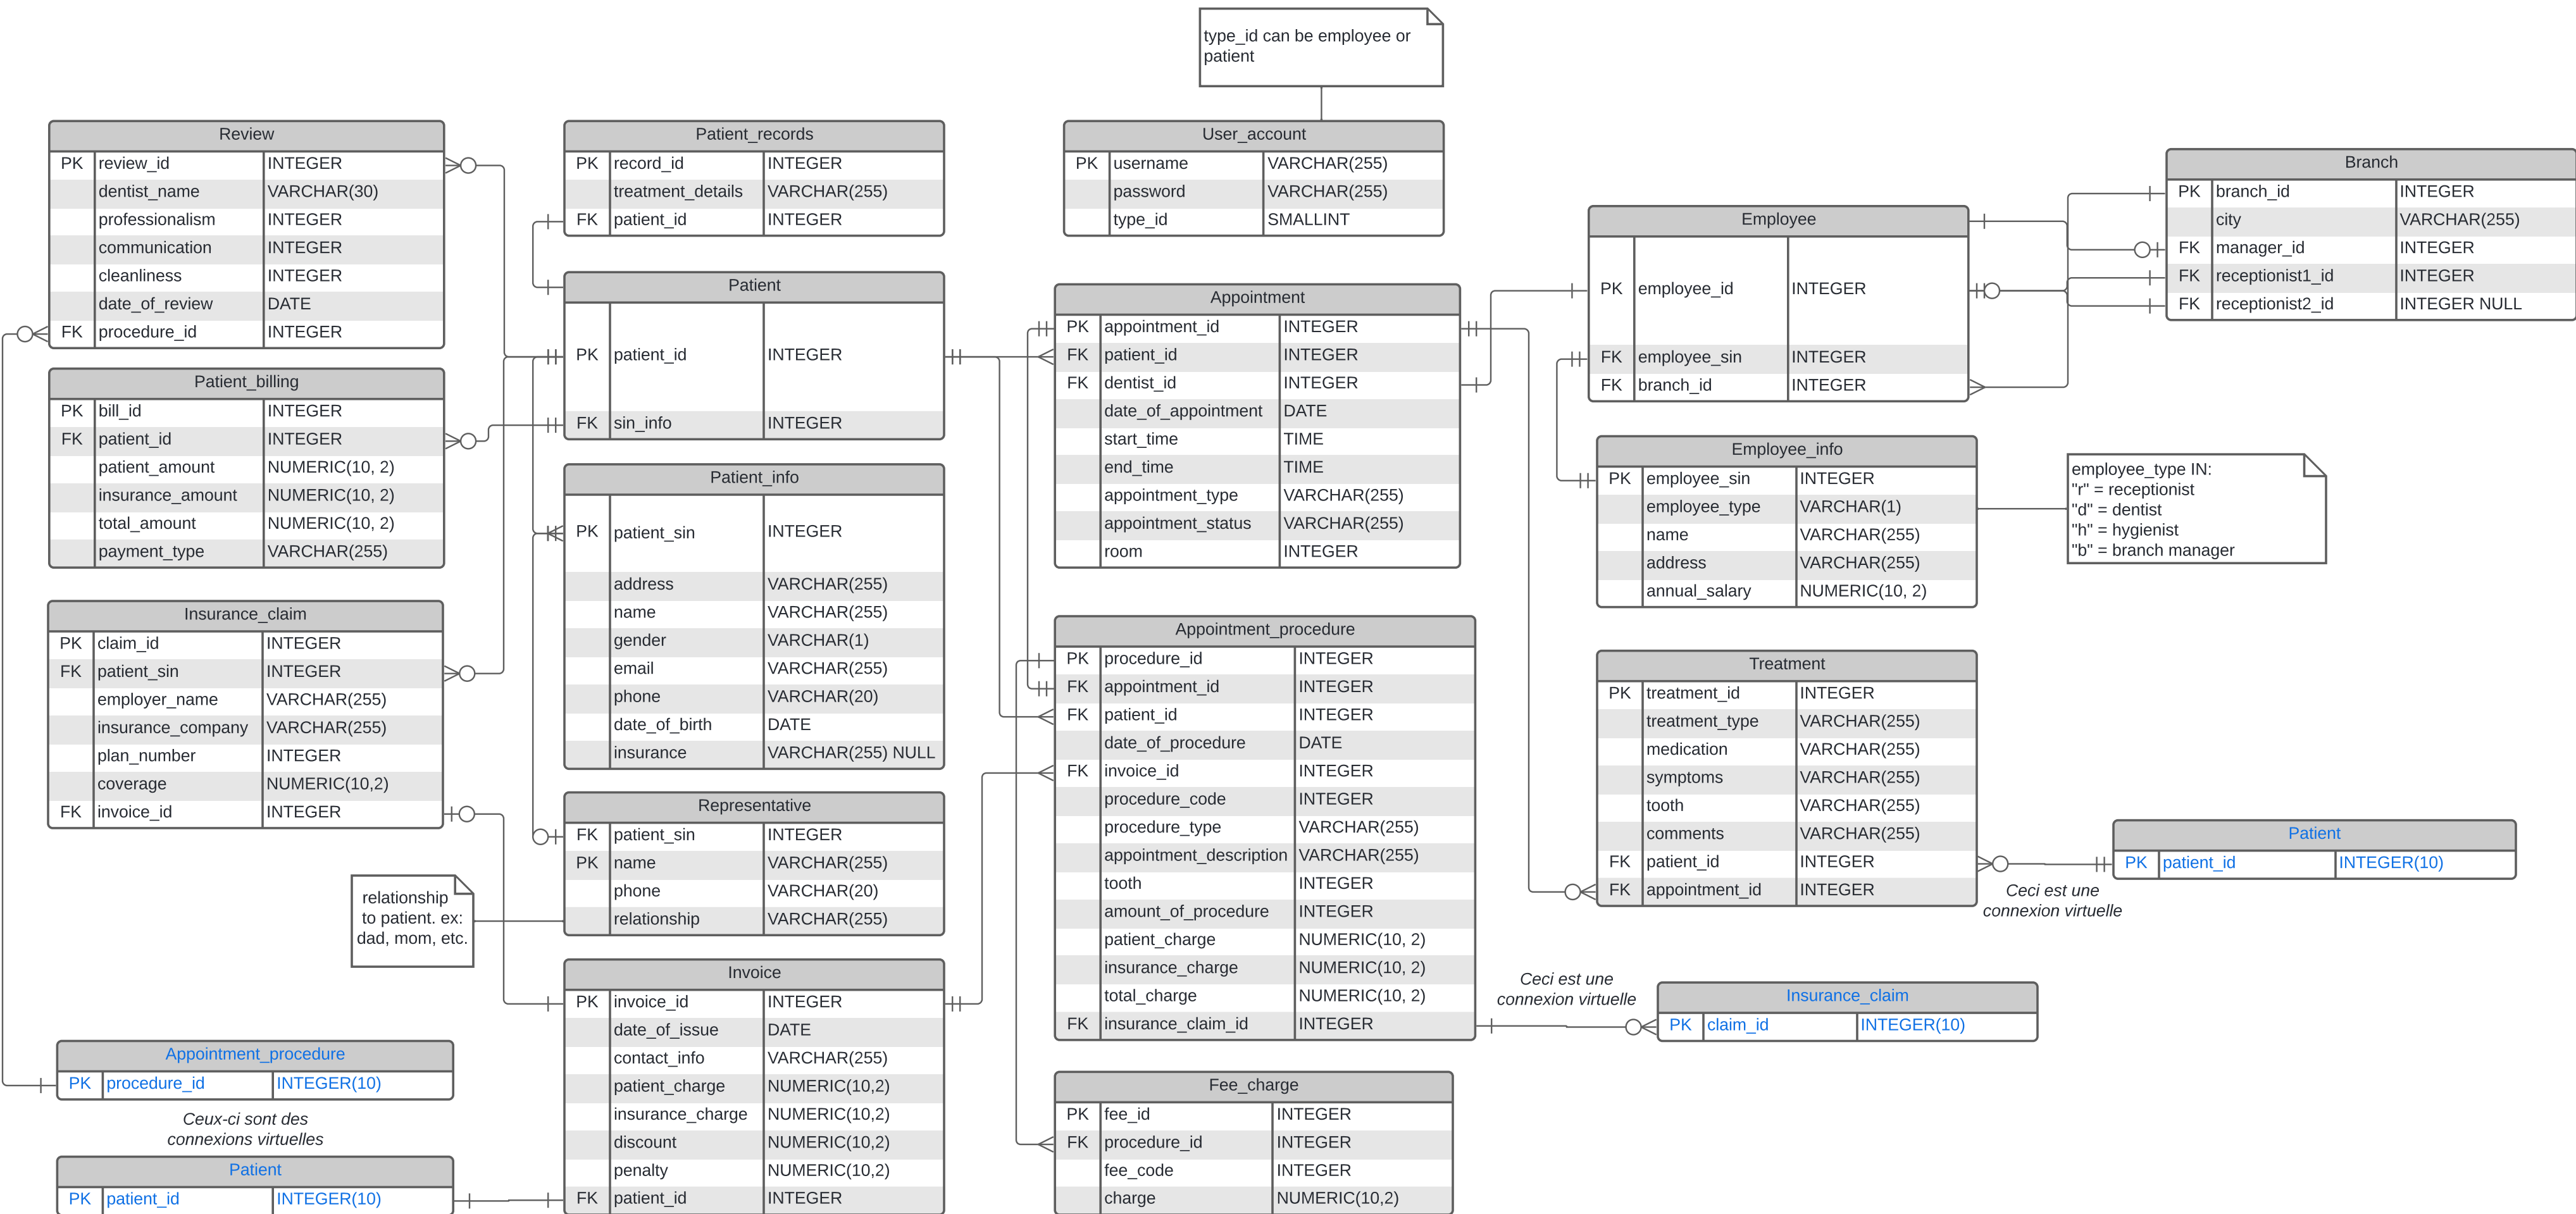 type_id can be employee or
patient
Review
PK review_id INTEGER
dentist_name VARCHAR(30)
professionalism INTEGER
communication INTEGER
cleanliness INTEGER
date_of_review DATE
FK procedure_id INTEGER
Patient_billing
PK bill_id INTEGER
FK patient_id INTEGER
patient_amount NUMERIC(10, 2)
insurance_amount NUMERIC(10, 2)
total_amount NUMERIC(10, 2)
payment_type VARCHAR(255)
Insurance_claim
PK claim_id INTEGER
FK patient_sin INTEGER
employer_name VARCHAR(255)
insurance_company VARCHAR(255)
plan_number INTEGER
coverage NUMERIC(10,2)
FK invoice_id INTEGER
relationship
to patient. ex:
dad, mom, etc.
Appointment_procedure
PK procedure_id INTEGER(10)
Ceux-ci sont des
connexions virtuelles
Patient
PK patient_id INTEGER(10)
Patient_records
PK record_id INTEGER
treatment_details VARCHAR(255)
FK patient_id INTEGER
Patient
PK patient_id INTEGER
FK sin_info INTEGER
Patient_info
PK patient_sin INTEGER
address VARCHAR(255)
name VARCHAR(255)
gender VARCHAR(1)
email VARCHAR(255)
phone VARCHAR(20)
date_of_birth DATE
insurance VARCHAR(255) NULL
Representative
FK patient_sin INTEGER
PK name VARCHAR(255)
phone VARCHAR(20)
relationship VARCHAR(255)
Invoice
PK invoice_id INTEGER
date_of_issue DATE
contact_info VARCHAR(255)
patient_charge NUMERIC(10,2)
insurance_charge NUMERIC(10,2)
discount NUMERIC(10,2)
penalty NUMERIC(10,2)
FK patient_id INTEGER
User_account
PK username VARCHAR(255)
password VARCHAR(255)
type_id SMALLINT
Appointment
PK appointment_id INTEGER
FK patient_id INTEGER
FK dentist_id INTEGER
date_of_appointment DATE
start_time TIME
end_time TIME
appointment_type VARCHAR(255)
appointment_status VARCHAR(255)
room INTEGER
Appointment_procedure
PK procedure_id INTEGER
FK appointment_id INTEGER
FK patient_id INTEGER
date_of_procedure DATE
FK invoice_id INTEGER
procedure_code INTEGER
procedure_type VARCHAR(255)
appointment_description VARCHAR(255)
tooth INTEGER
amount_of_procedure INTEGER
patient_charge NUMERIC(10, 2)
insurance_charge NUMERIC(10, 2)
total_charge NUMERIC(10, 2)
FK insurance_claim_id INTEGER
Fee_charge
PK fee_id INTEGER
FK procedure_id INTEGER
fee_code INTEGER
charge NUMERIC(10,2)
Employee
PK employee_id INTEGER
FK employee_sin INTEGER
FK branch_id INTEGER
Employee_info
PK employee_sin INTEGER
employee_type VARCHAR(1)
name VARCHAR(255)
address VARCHAR(255)
annual_salary NUMERIC(10, 2)
Treatment
PK treatment_id INTEGER
treatment_type VARCHAR(255)
medication VARCHAR(255)
symptoms VARCHAR(255)
tooth VARCHAR(255)
comments VARCHAR(255)
FK patient_id INTEGER
FK appointment_id INTEGER
Ceci est une
connexion virtuelle
Insurance_claim
PK claim_id INTEGER(10)
Branch
PK branch_id INTEGER
city VARCHAR(255)
FK manager_id INTEGER
FK receptionist1_id INTEGER
FK receptionist2_id INTEGER NULL
employee_type IN:
"r" = receptionist
"d" = dentist
"h" = hygienist
"b" = branch manager
Patient
PK patient_id INTEGER(10)
Ceci est une
connexion virtuelle